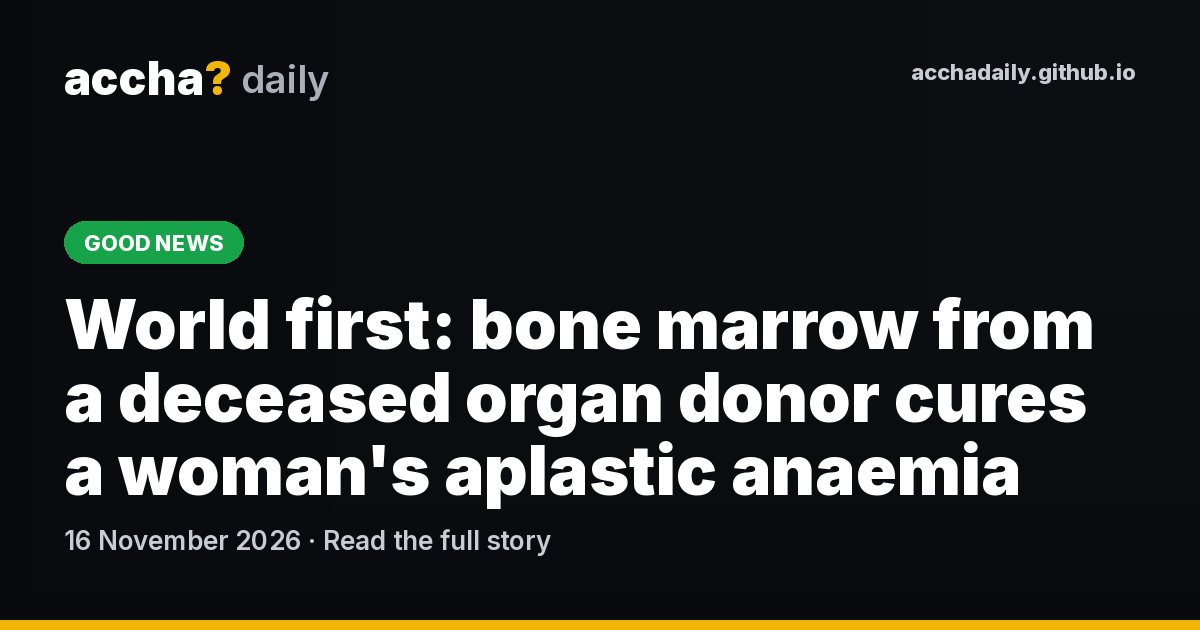 accha? daily
acchadaily.github.io
GOOD NEWS
World first: bone marrow from
a deceased organ donor cures
a woman's aplastic anaemia
16 November 2026 · Read the full story